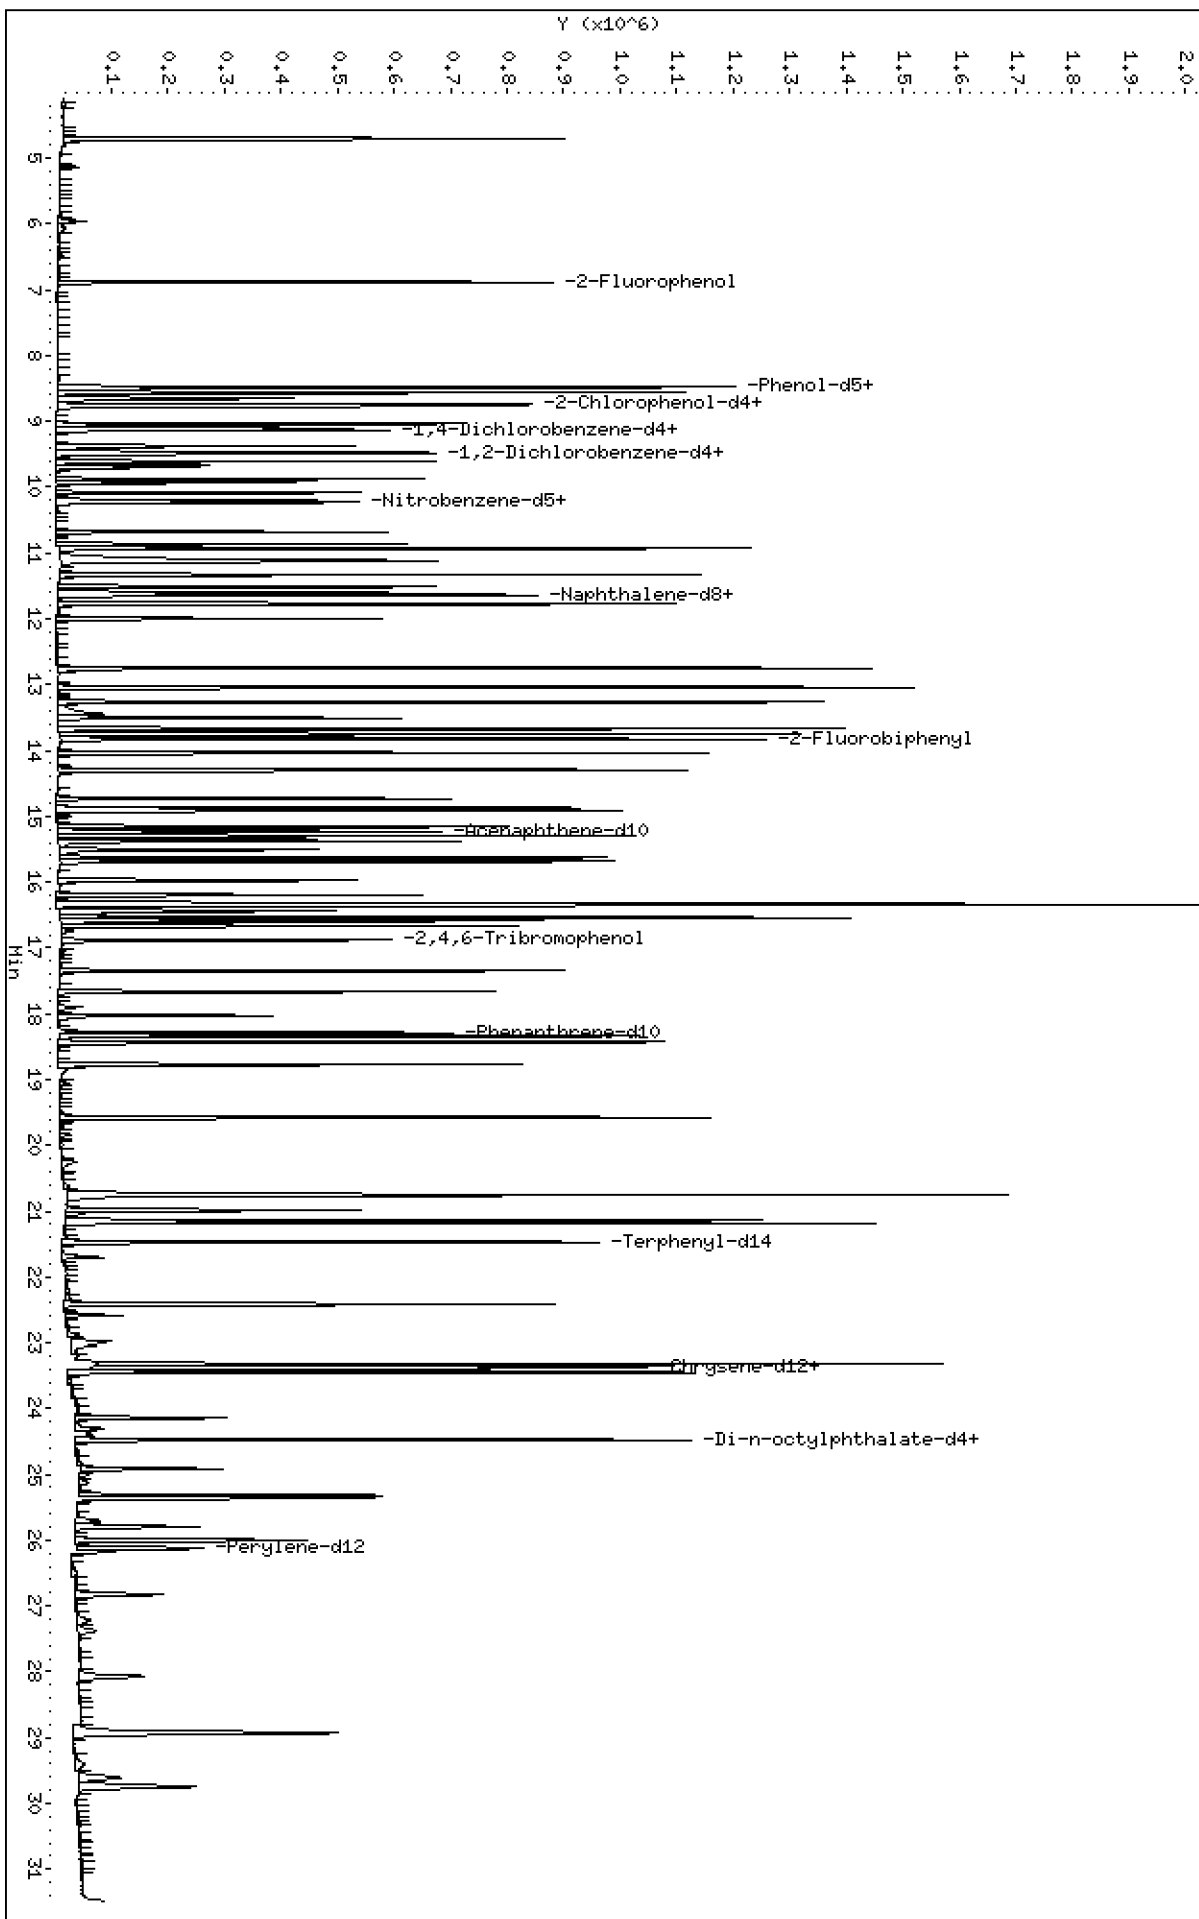 Y (x10^6)
0.1
0.2
0.3
0.4
0.5
0.6
0.7
0.8
0.9
1.0
1.1
1.2
1.3
1.4
1.5
1.6
1.7
1.8
1.9
2.0
5
6
7
8
9
10
11
12
13
14
15
16
17
18
19
20
21
22
23
24
25
26
27
28
29
30
31
Min
-2-Fluorophenol
-Phenol-d5+
-2-Chlorophenol-d4+
-1,4-Dichlorobenzene-d4+
-1,2-Dichlorobenzene-d4+
-Nitrobenzene-d5+
-Naphthalene-d8+
-2-Fluorobiphenyl
-Acenaphthene-d10
-2,4,6-Tribromophenol
-Phenanthrene-d10
-Terphenyl-d14
-Chrysene-d12+
-Di-n-octylphthalate-d4+
-Perylene-d12